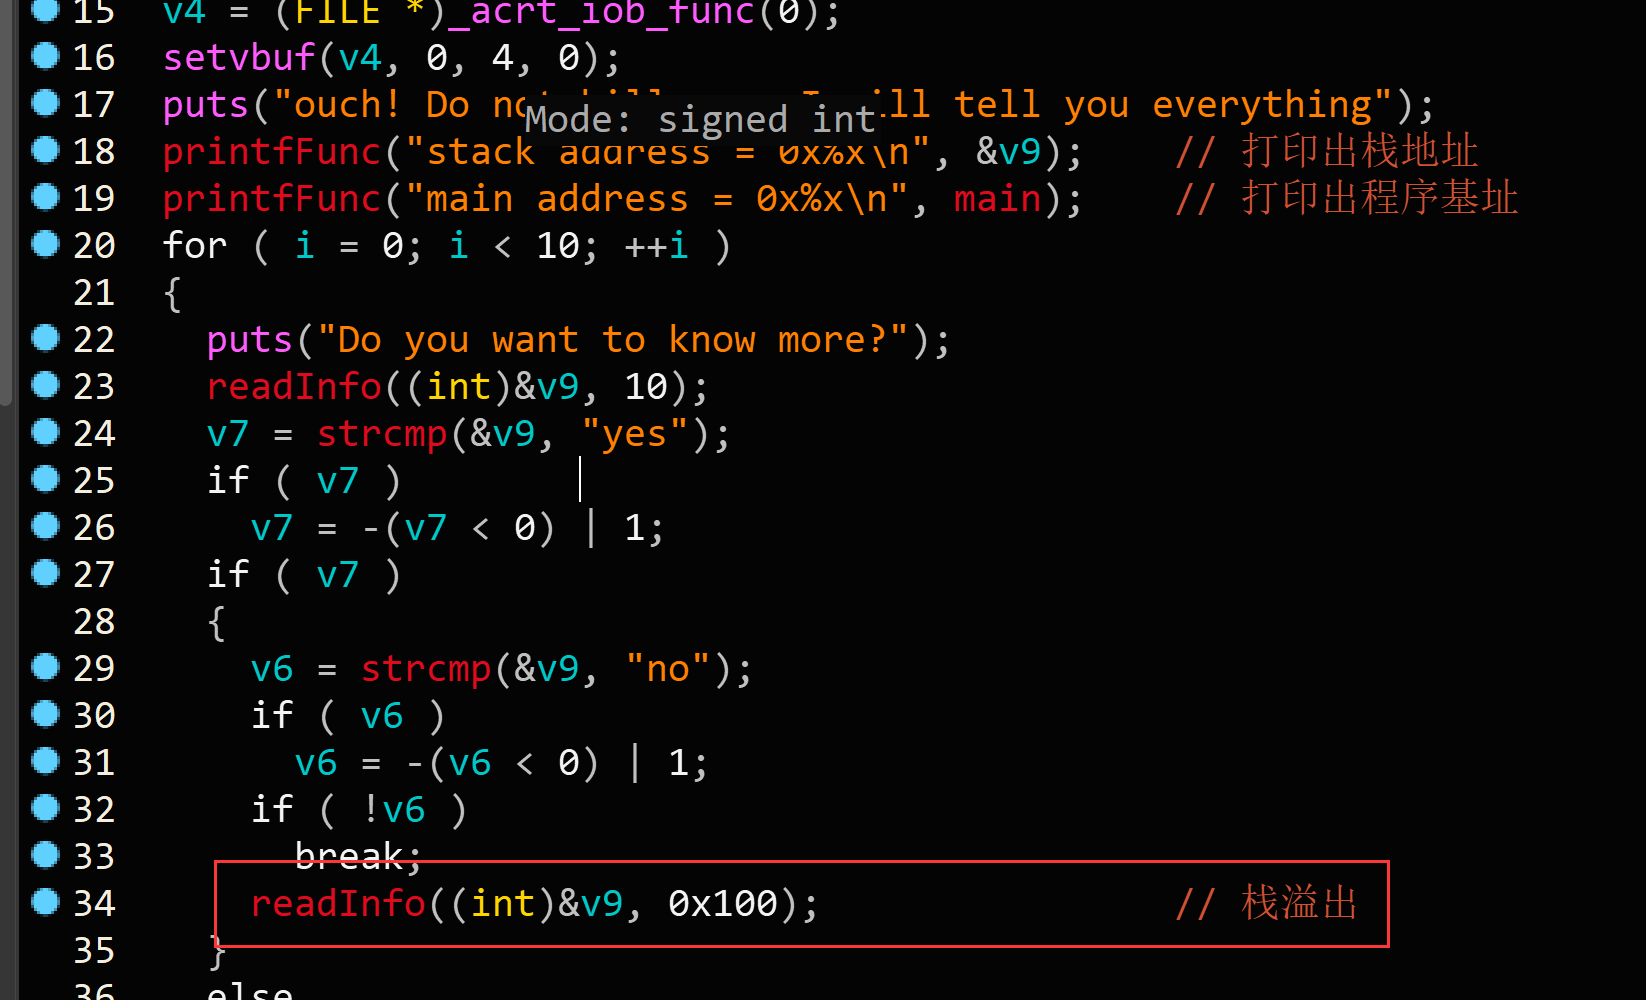 15 v4 = (FILE *)_acrt_iob_func(0);
16 setvbuf(v4, 0, 4, 0);
17 puts("ouch! Do tell you everything");
Mode: signed int
18 printfFunc("stack address = 0x%x\n", &v9); // 打印出栈地址
19 printfFunc("main address = 0x%x\n", main); // 打印出程序基址
20 for ( i = 0; i < 10; ++i )
21 {
22 puts("Do you want to know more?");
23 readInfo((int)&v9, 10);
24 v7 = strcmp(&v9, "yes");
25 if ( v7 )
26 v7 = -(v7 < 0) | 1;
27 if ( v7 )
28 {
29 v6 = strcmp(&v9, "no");
30 if ( v6 )
31 v6 = -(v6 < 0) | 1;
32 if ( !v6 )
33 break;
34 readInfo((int)&v9, 0x100); // 栈溢出
35 }
36 else